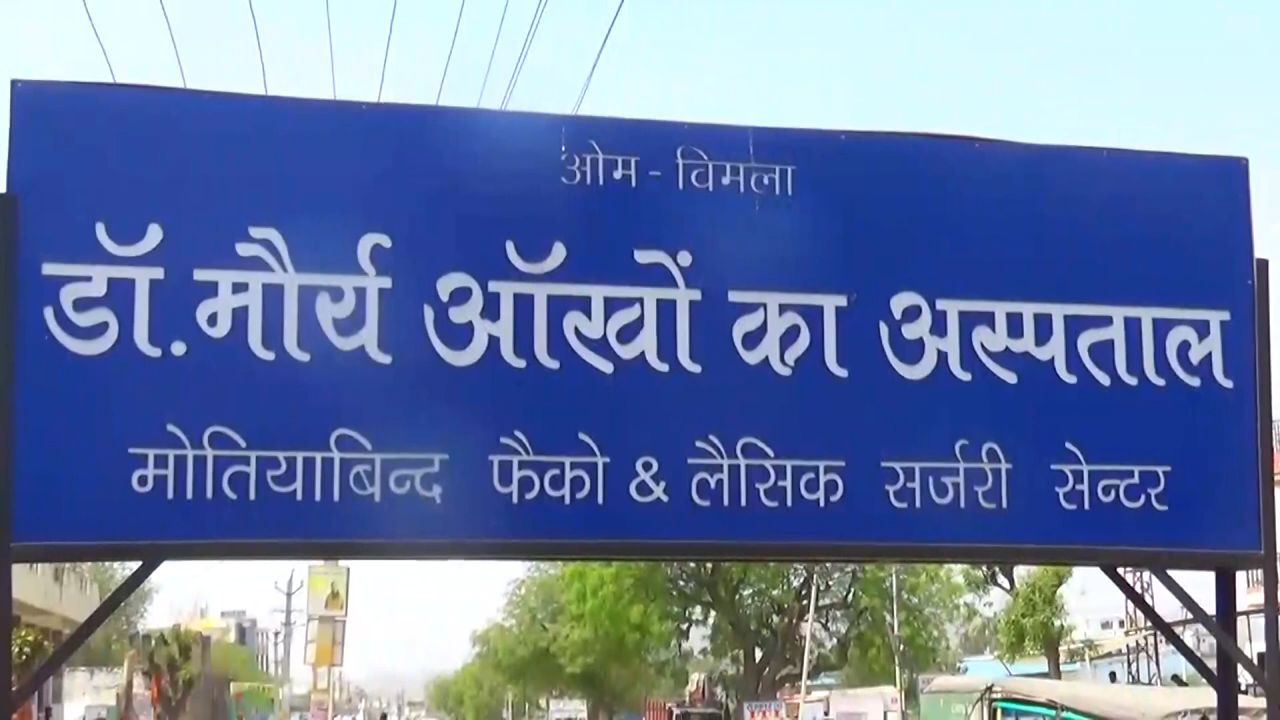 ओम - विमला
डॉ. मौर्य ऑखों का अस्पताल
मोतियाबिन्द फैको & लैसिक सर्जरी सेन्टर